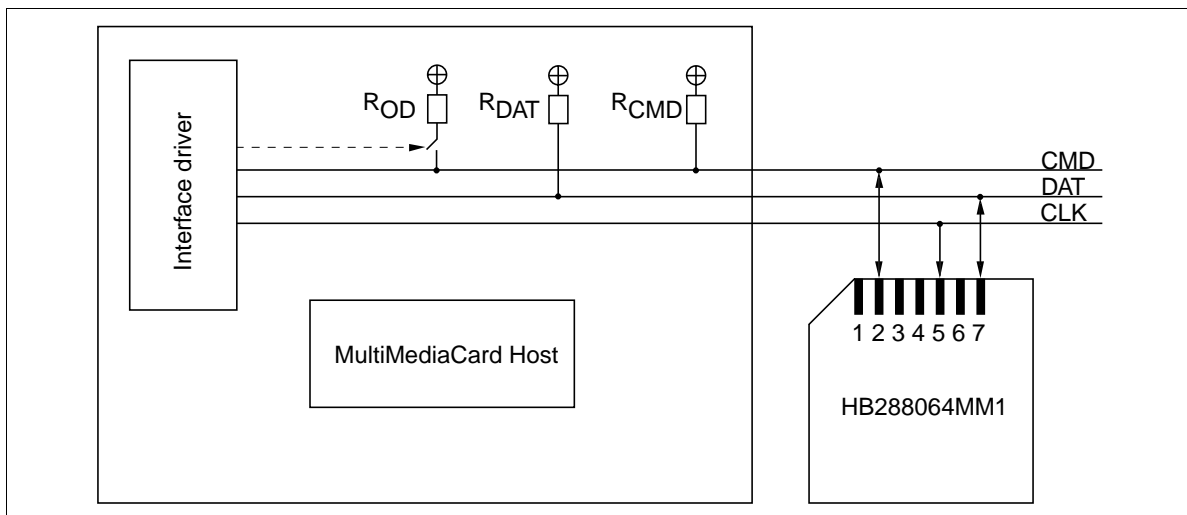 Interface driver
ROD
RDAT
RCMD
CMD
DAT
CLK
1 2 3 4 5 6 7
MultiMediaCard Host
HB288064MM1